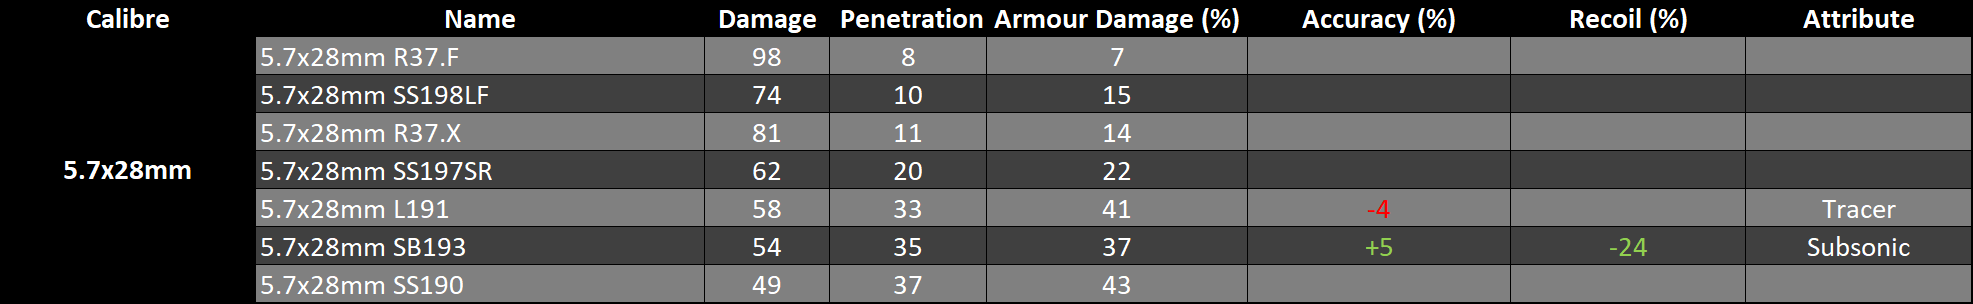 Calibre Name Damage Penetration Armour Damage (%) Accuracy (%) Recoil (%) Attribute
5.7x28mm R37.F 98 8 7
5.7x28mm SS198LF 74 10 15
5.7x28mm R37.X 81 11 14
5.7x28mm 5.7x28mm SS197SR 62 20 22
5.7x28mm L191 58 33 41 -4 Tracer
5.7x28mm SB193 54 35 37 +5 -24 Subsonic
5.7x28mm SS190 49 37 43